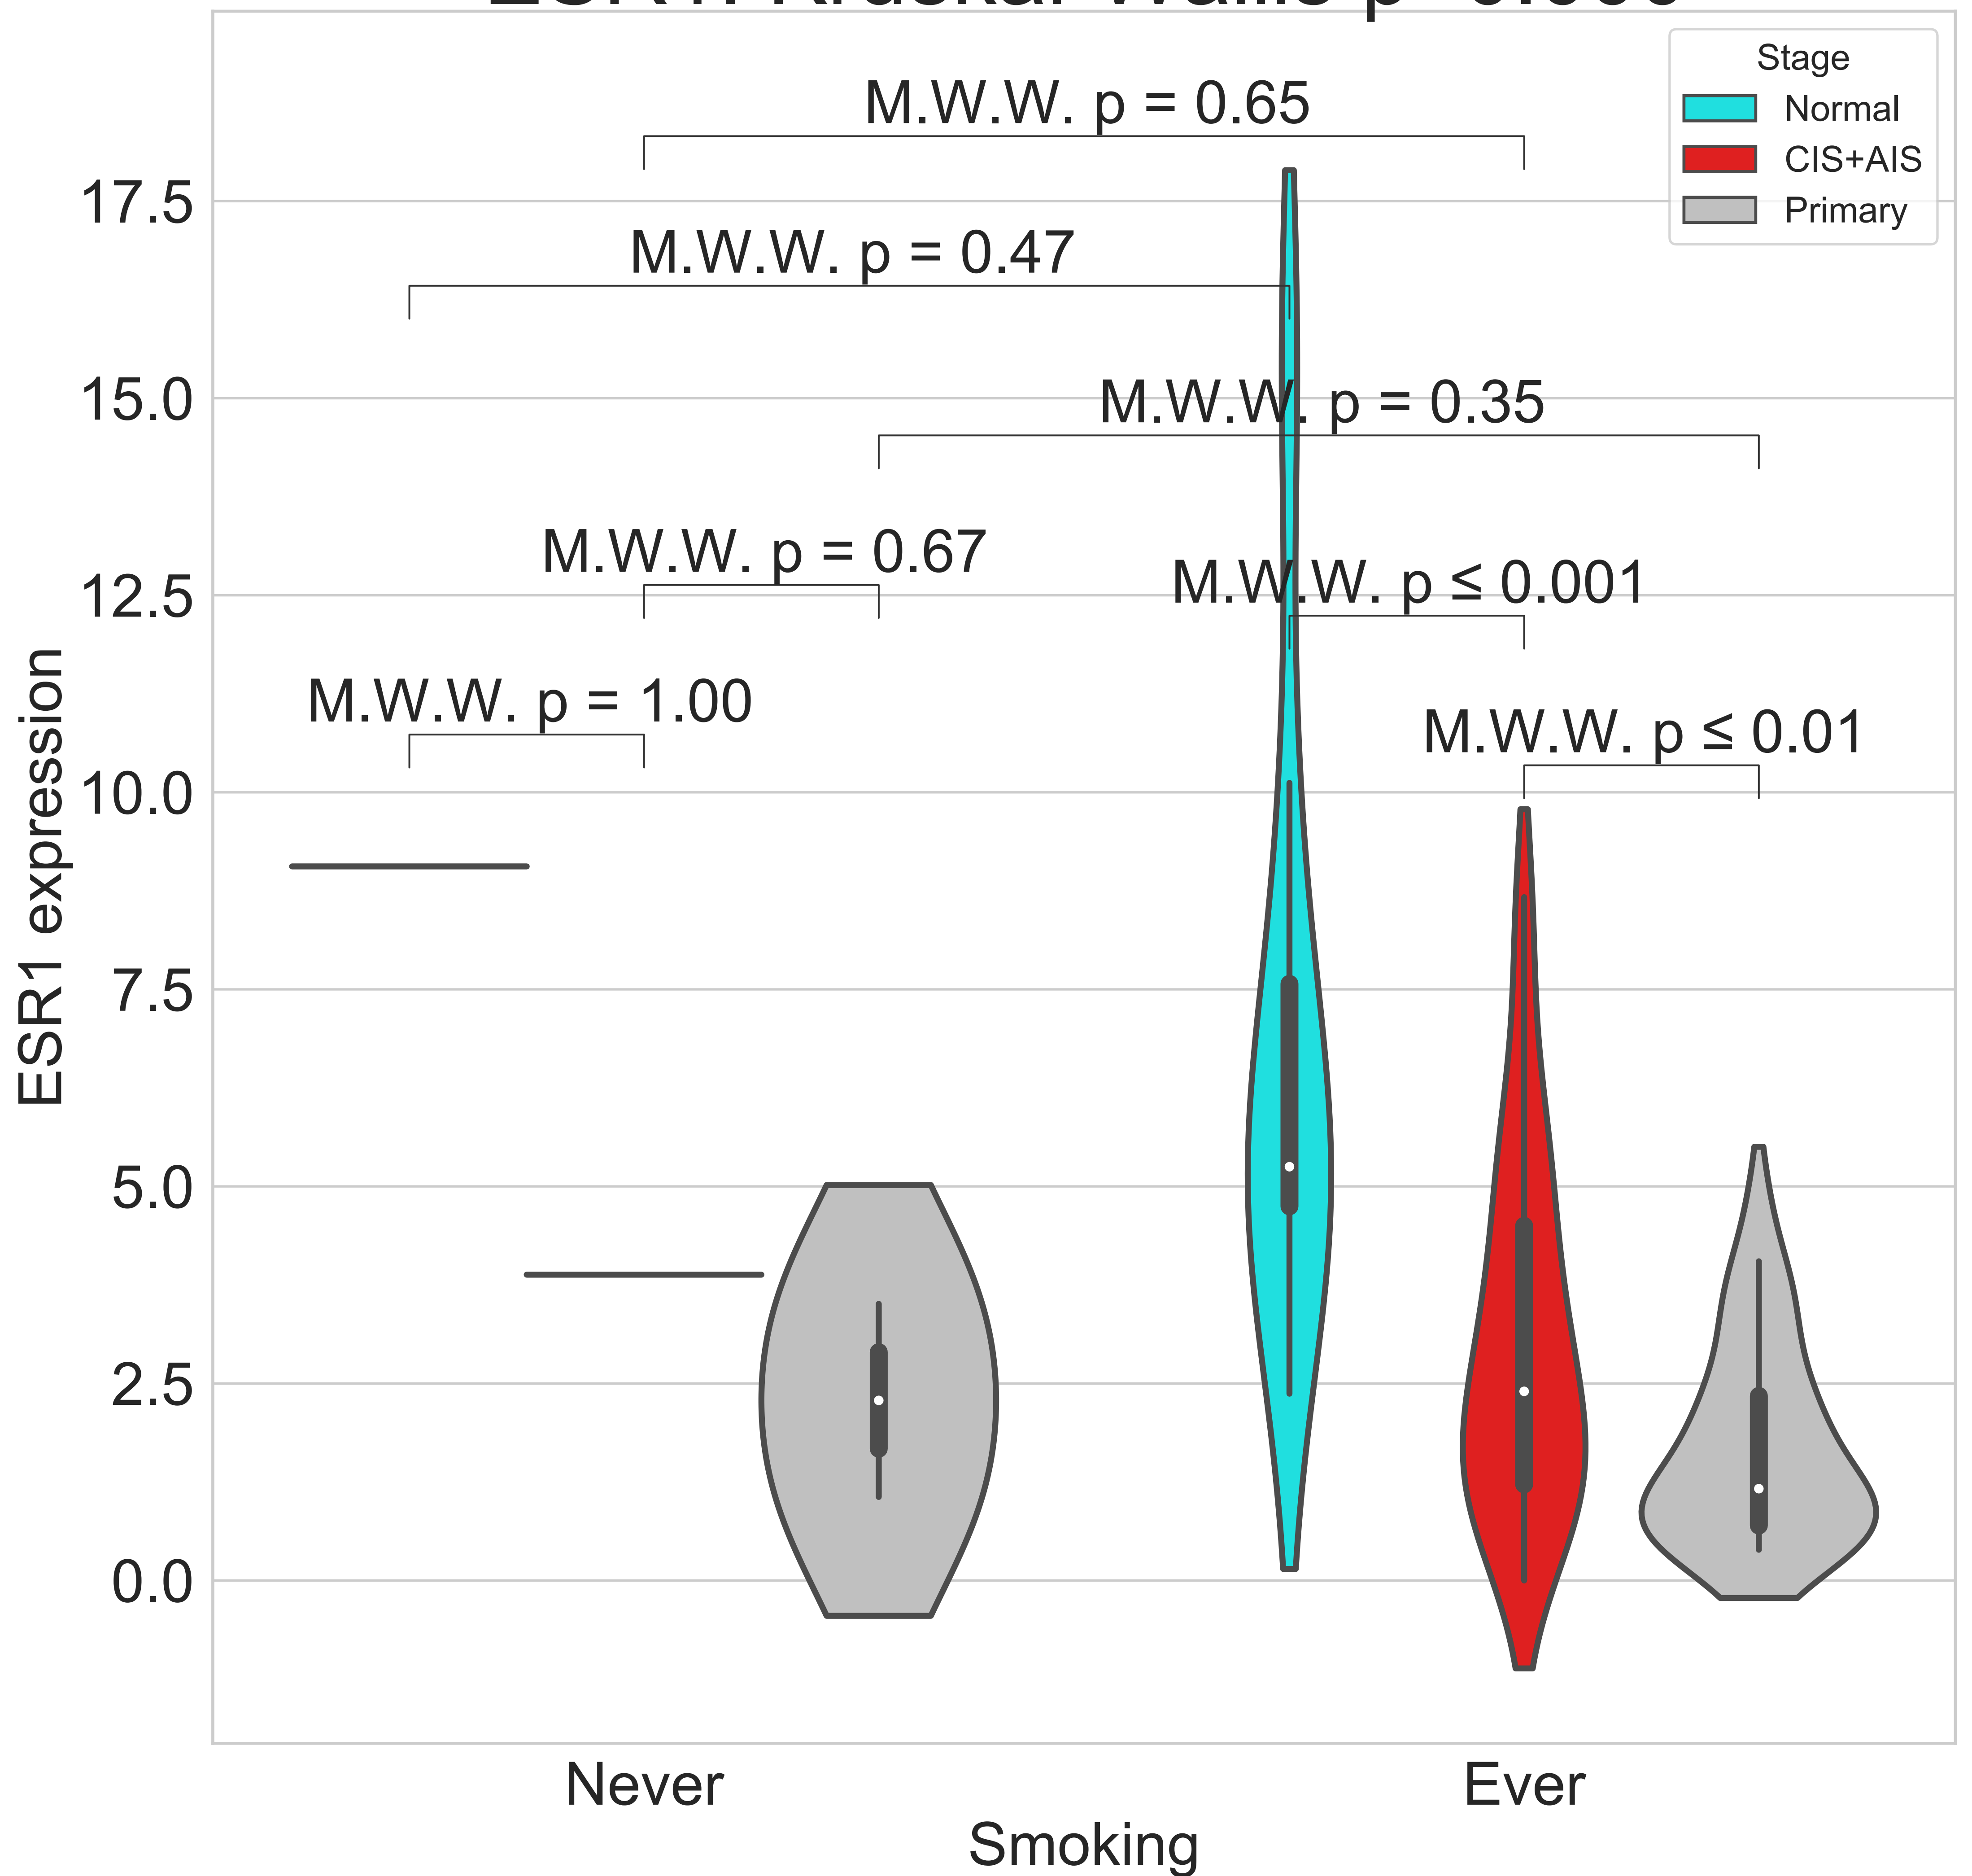 Stage
Normal
CIS+AIS
Primary
M.W.W. p = 0.65
M.W.W. p = 0.47
M.W.W. p = 0.35
M.W.W. p = 0.67
M.W.W. p ≤ 0.001
M.W.W. p = 1.00
M.W.W. p ≤ 0.01
17.5
15.0
12.5
10.0
7.5
5.0
2.5
0.0
ESR1 expression
Never
Ever
Smoking